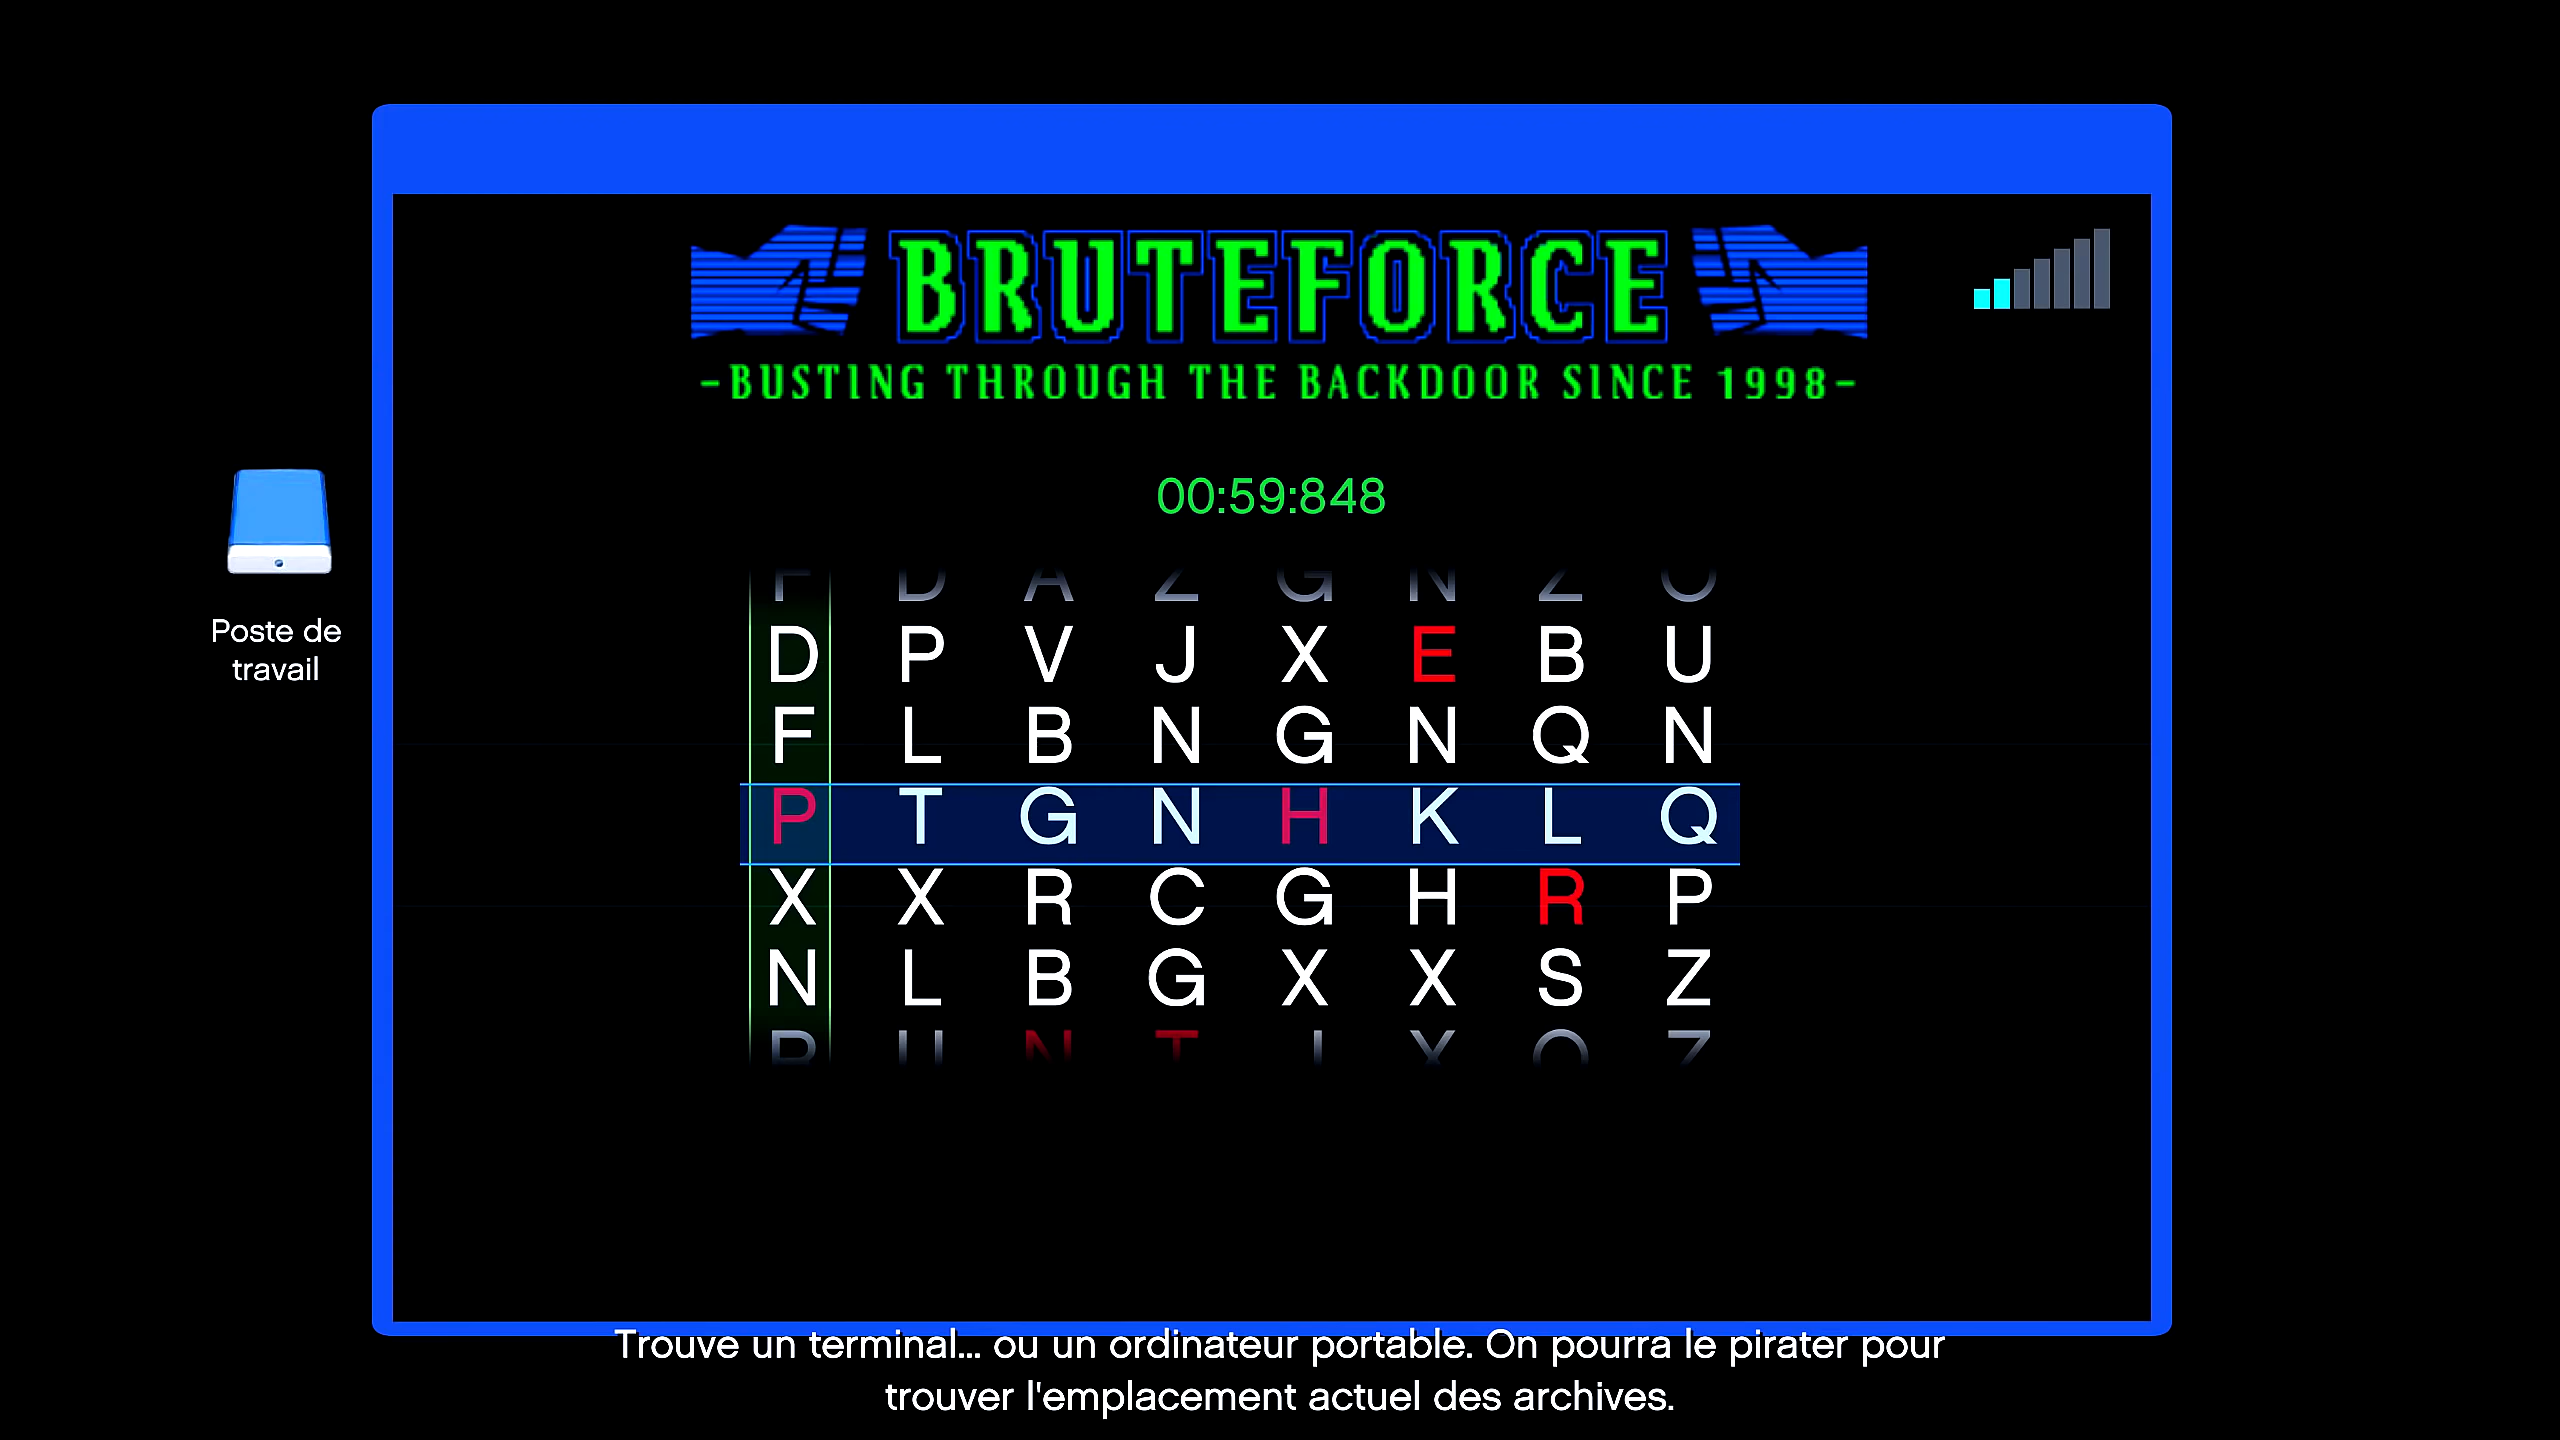 BRUTEFORCE
-BUSTING THROUGH THE BACKDOOR SINCE 1998-
00:59:848
F D A Z G N Z O
D P V J X E B U
F L B N G N Q N
P T G N H K L Q
X X R C G H R P
N L B G X X S Z
Poste de
travail
Trouve un terminal... ou un ordinateur portable. On pourra le pirater pour
trouver l'emplacement actuel des archives.